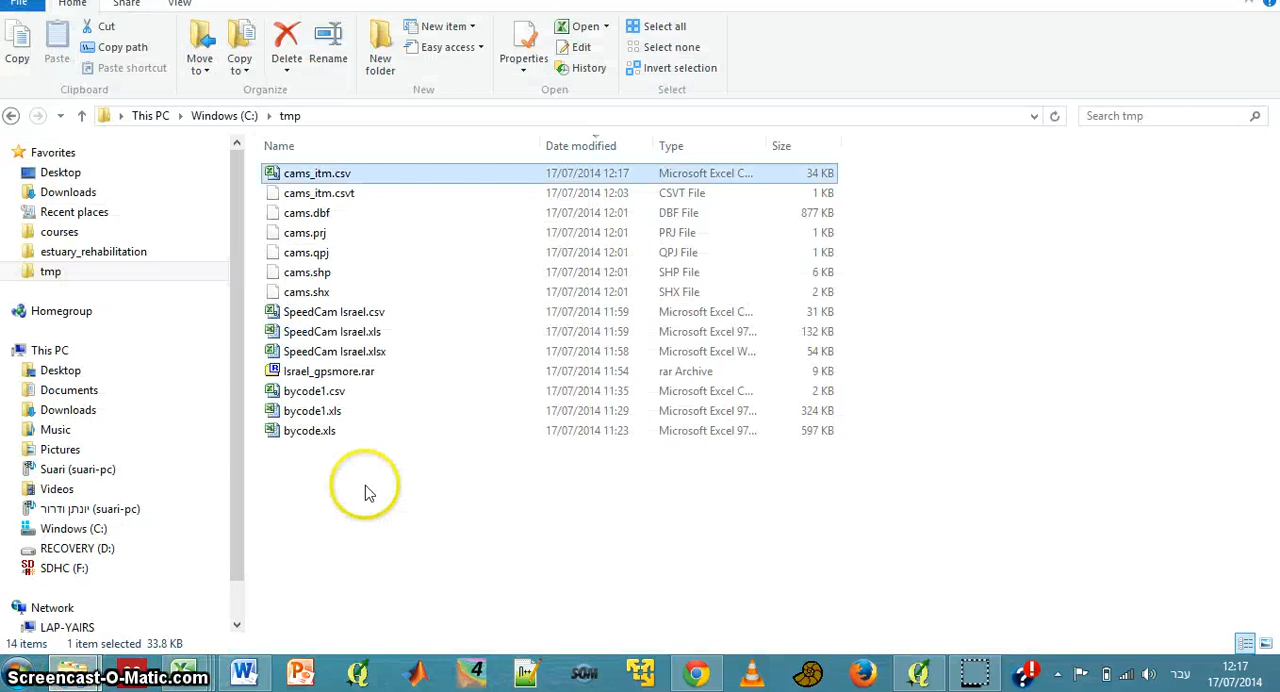 File Home Share View
Copy
Paste
Cut
Copy path
Paste shortcut
Clipboard
Move to
Copy to
Delete
Rename
Organize
New folder
New item
Easy access
New
Properties
Open
Edit
History
Open
Select all
Select none
Invert selection
Select
This PC Windows (C:) tmp
Search tmp
Name Date modified Type Size
Favorites
Desktop
Downloads
Recent places
courses
estuary_rehabilitation
tmp
Homegroup
This PC
Desktop
Documents
Downloads
Music
Pictures
Suari (suari-pc)
Videos
יונתן ודרור (suari-pc)
Windows (C:)
RECOVERY (D:)
SDHC (F:)
Network
LAP-YAIRS
cams_itm.csv 17/07/2014 12:17 Microsoft Excel C... 34 KB
cams_itm.csvt 17/07/2014 12:03 CSVT File 1 KB
cams.dbf 17/07/2014 12:01 DBF File 877 KB
cams.prj 17/07/2014 12:01 PRJ File 1 KB
cams.qpj 17/07/2014 12:01 QPJ File 1 KB
cams.shp 17/07/2014 12:01 SHP File 6 KB
cams.shx 17/07/2014 12:01 SHX File 2 KB
SpeedCam Israel.csv 17/07/2014 11:59 Microsoft Excel C... 31 KB
SpeedCam Israel.xls 17/07/2014 11:59 Microsoft Excel 97... 132 KB
SpeedCam Israel.xlsx 17/07/2014 11:58 Microsoft Excel W... 54 KB
Israel_gpsmore.rar 17/07/2014 11:54 rar Archive 9 KB
bycode1.csv 17/07/2014 11:35 Microsoft Excel C... 2 KB
bycode1.xls 17/07/2014 11:29 Microsoft Excel 97... 324 KB
bycode.xls 17/07/2014 11:23 Microsoft Excel 97... 597 KB
14 items 1 item selected 33.8 KB
Screencast-O-Matic.com
עבר
12:17
17/07/2014